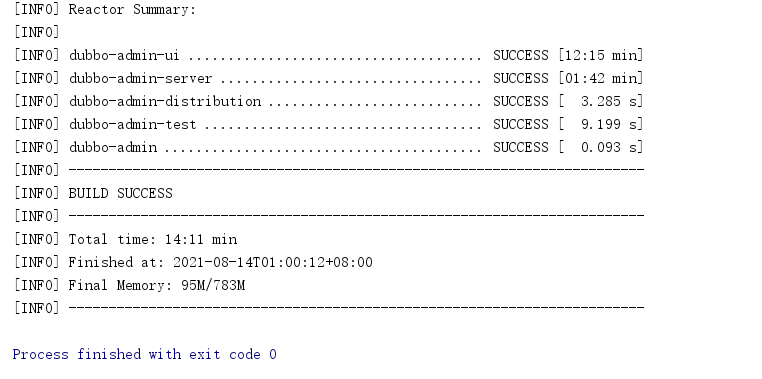 [INFO] Reactor Summary:
[INFO]
[INFO] dubbo-admin-ui ..................................... SUCCESS [12:15 min]
[INFO] dubbo-admin-server ................................. SUCCESS [01:42 min]
[INFO] dubbo-admin-distribution ........................... SUCCESS [  3.285 s]
[INFO] dubbo-admin-test ................................... SUCCESS [  9.199 s]
[INFO] dubbo-admin ........................................ SUCCESS [  0.093 s]
[INFO] ------------------------------------------------------------------------
[INFO] BUILD SUCCESS
[INFO] ------------------------------------------------------------------------
[INFO] Total time: 14:11 min
[INFO] Finished at: 2021-08-14T01:00:12+08:00
[INFO] Final Memory: 95M/783M
[INFO] ------------------------------------------------------------------------
Process finished with exit code 0